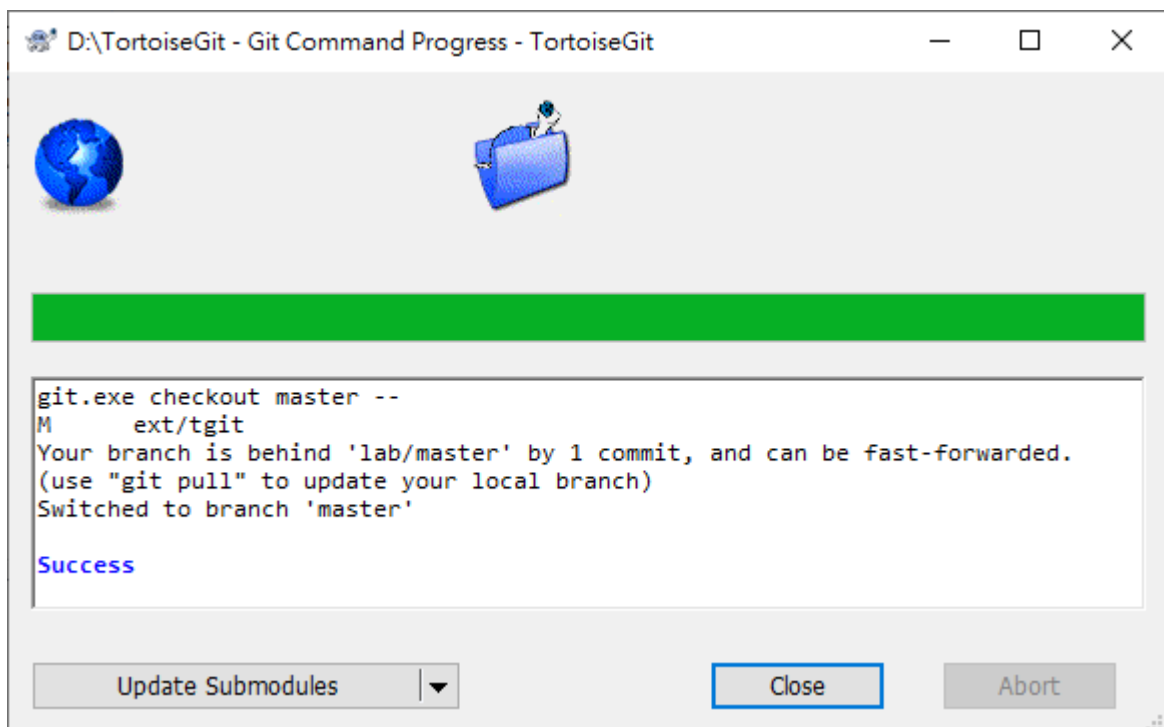 D:\TortoiseGit - Git Command Progress - TortoiseGit
git.exe checkout master --
M ext/tgit
Your branch is behind 'lab/master' by 1 commit, and can be fast-forwarded.
(use "git pull" to update your local branch)
Switched to branch 'master'
Success
Update Submodules Close Abort